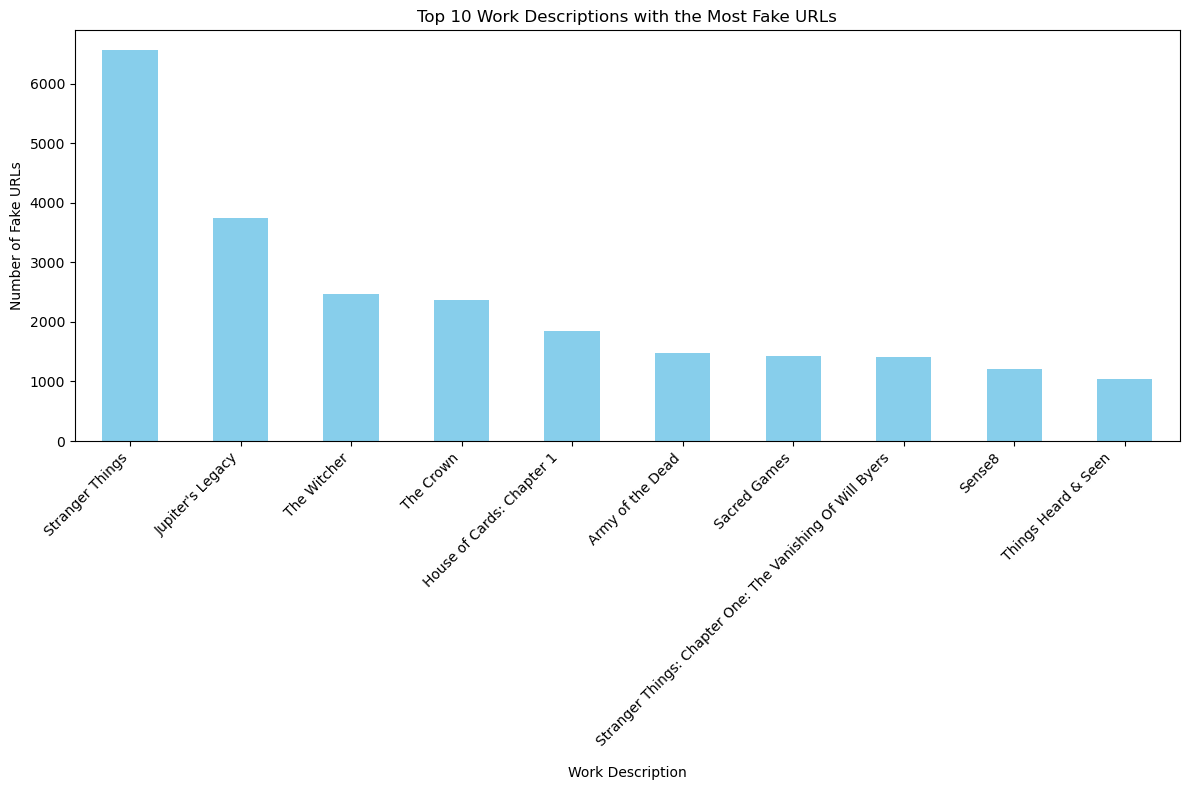 Top 10 Work Descriptions with the Most Fake URLs
Number of Fake URLs
6000
5000
4000
3000
2000
1000
0
Stranger Things
Jupiter's Legacy
The Witcher
The Crown
House of Cards: Chapter 1
Army of the Dead
Sacred Games
Stranger Things: Chapter One: The Vanishing Of Will Byers
Sense8
Things Heard & Seen
Work Description